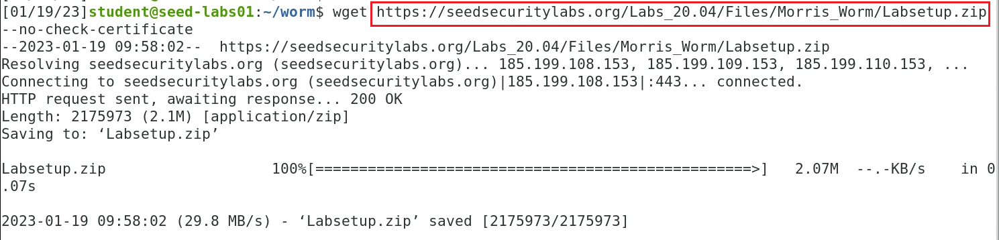 [01/19/23]student@seed-labs01:~/worm$ wget https://seedsecuritylabs.org/Labs_20.04/Files/Morris_Worm/Labsetup.zip
--no-check-certificate
--2023-01-19 09:58:02--  https://seedsecuritylabs.org/Labs_20.04/Files/Morris_Worm/Labsetup.zip
Resolving seedsecuritylabs.org (seedsecuritylabs.org)... 185.199.108.153, 185.199.109.153, 185.199.110.153, ...
Connecting to seedsecuritylabs.org (seedsecuritylabs.org)|185.199.108.153|:443... connected.
HTTP request sent, awaiting response... 200 OK
Length: 2175973 (2.1M) [application/zip]
Saving to: ‘Labsetup.zip’
Labsetup.zip                   100%[==================================================>]   2.07M  --.-KB/s    in 0
.07s
2023-01-19 09:58:02 (29.8 MB/s) - ‘Labsetup.zip’ saved [2175973/2175973]